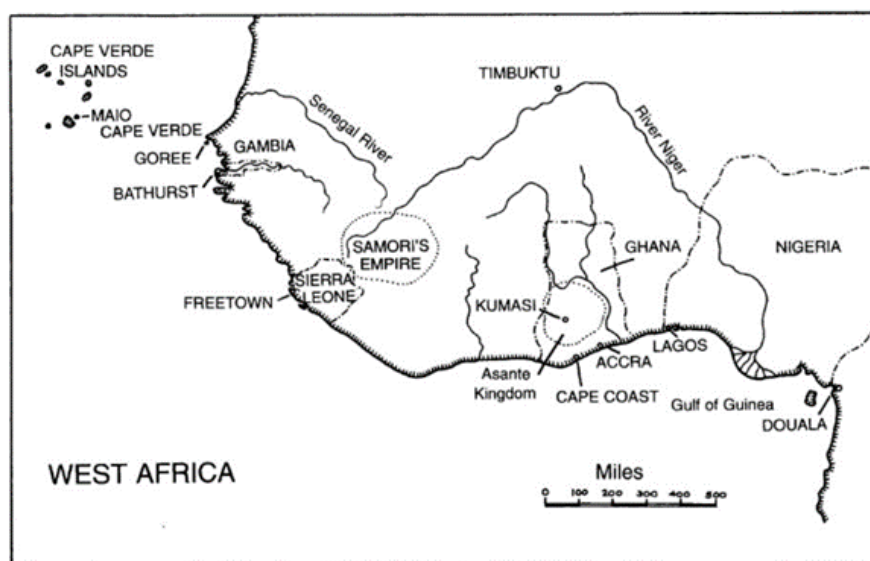 CAPE VERDE
ISLANDS
MAIO
CAPE VERDE
GOREE
BATHURST
GAMBIA
Senegal River
TIMBUKTU
River Niger
SAMORI'S
EMPIRE
SIERRA
LEONE
FREETOWN
GHANA
NIGERIA
KUMASI
Asante
Kingdom
ACCRA
CAPE COAST
LAGOS
Gulf of Guinea
DOUALA
WEST AFRICA
Miles
0 100 200 300 400 500